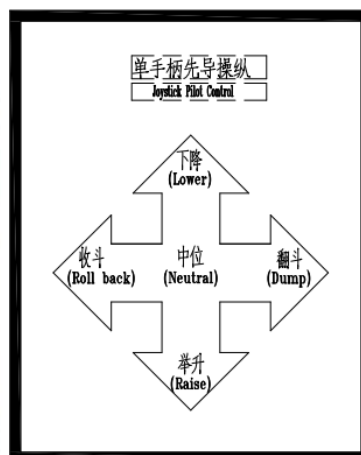 单手柄先导操纵
Joystick Pilot Control
下降
(Lower)
收斗
(Roll back)
中位
(Neutral)
翻斗
(Dump)
举升
(Raise)